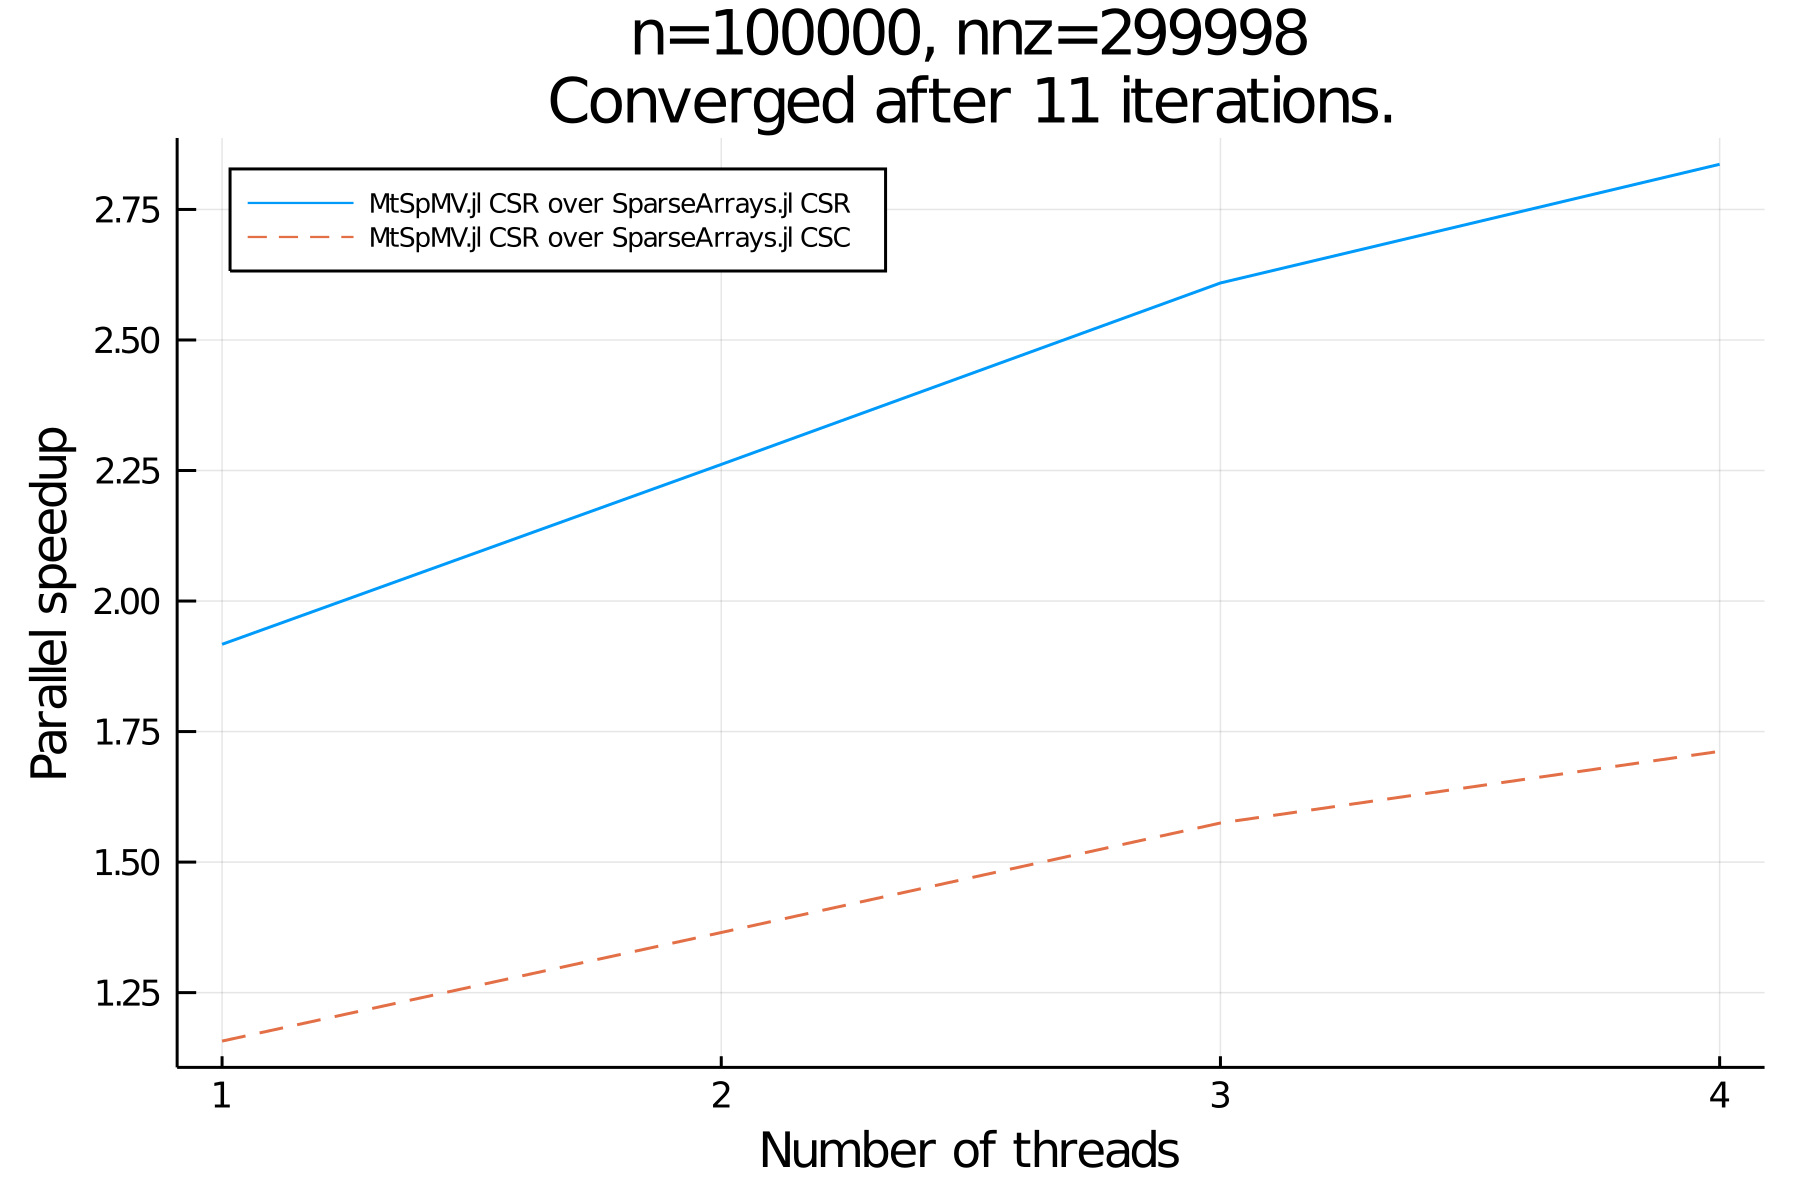 n=100000, nnz=299998
Converged after 11 iterations.
MtSpMV.jl CSR over SparseArrays.jl CSR
MtSpMV.jl CSR over SparseArrays.jl CSC
Parallel speedup
2.75
2.50
2.25
2.00
1.75
1.50
1.25
1 2 3 4
Number of threads